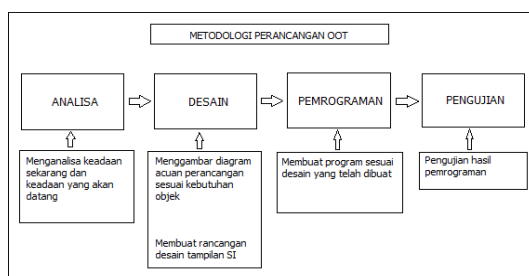 METODOLOGI PERANCANGAN OOT
ANALISA
DESAIN
PEMROGRAMAN
PENGUJIAN
Menganalisa keadaan
sekarang dan
keadaan yang akan
datang
Menggambar diagram
acuan perancangan
sesuai kebutuhan
objek
Membuat rancangan
desain tampilan SI
Membuat program sesuai
desain yang telah dibuat
Pengujian hasil
pemrograman